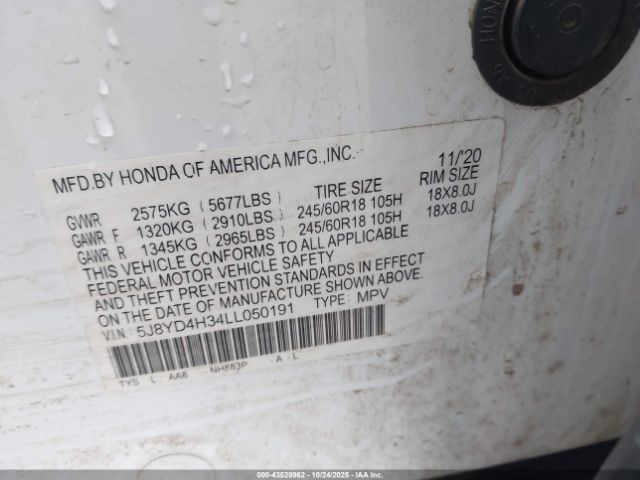 MFD.BY HONDA OF AMERICA MFG.,INC. 11/'20
TIRE SIZE RIM SIZE
GVWR 2575KG (5677LBS)
GAWR F 1320KG (2910LBS) 245/60R18 105H 18X8.0J
GAWR R 1345KG (2965LBS) 245/60R18 105H 18X8.0J
THIS VEHICLE CONFORMS TO ALL APPLICABLE
FEDERAL MOTOR VEHICLE SAFETY
AND THEFT PREVENTION STANDARDS IN EFFECT
ON THE DATE OF MANUFACTURE SHOWN ABOVE.
V.I.N.: 5J8YD4H34LL050191 TYPE: MPV
TYS L AA8 NH883P A L
000-43528962 | 10/24/2025 | IAAI.COM